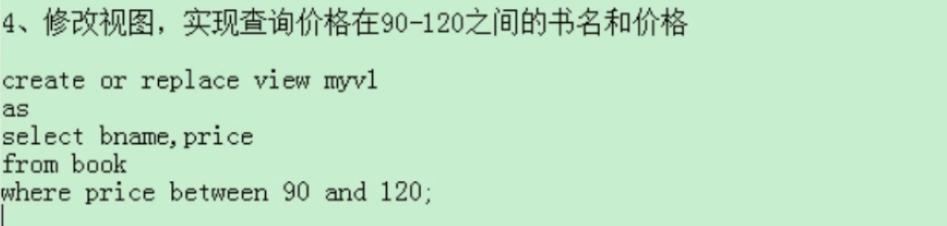 4、修改视图，实现查询价格在90-120之间的书名和价格
create or replace view myv1
as
select bname,price
from book
where price between 90 and 120;